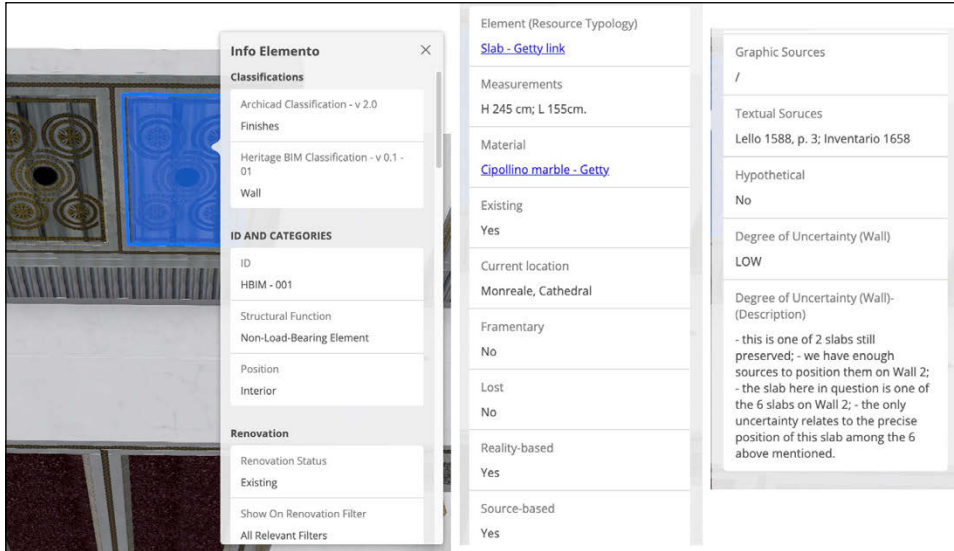 Info Elemento
Classifications
Archicad Classification - v 2.0
Finishes
Heritage BIM Classification - v 0.1 -
01
Wall
ID AND CATEGORIES
ID
HBIM - 001
Structural Function
Non-Load-Bearing Element
Position
Interior
Renovation
Renovation Status
Existing
Show On Renovation Filter
All Relevant Filters
Element (Resource Typology)
Slab - Getty link
Measurements
H 245 cm; L 155cm.
Material
Cipollino marble - Getty
Existing
Yes
Current location
Monreale, Cathedral
Framentary
No
Lost
No
Reality-based
Yes
Source-based
Yes
Graphic Sources
/
Textual Soruces
Lello 1588, p. 3; Inventario 1658
Hypothetical
No
Degree of Uncertainty (Wall)
LOW
Degree of Uncertainty (Wall)-
(Description)
- this is one of 2 slabs still
preserved; - we have enough
sources to position them on Wall 2;
- the slab here in question is one of
the 6 slabs on Wall 2; - the only
uncertainty relates to the precise
position of this slab among the 6
above mentioned.